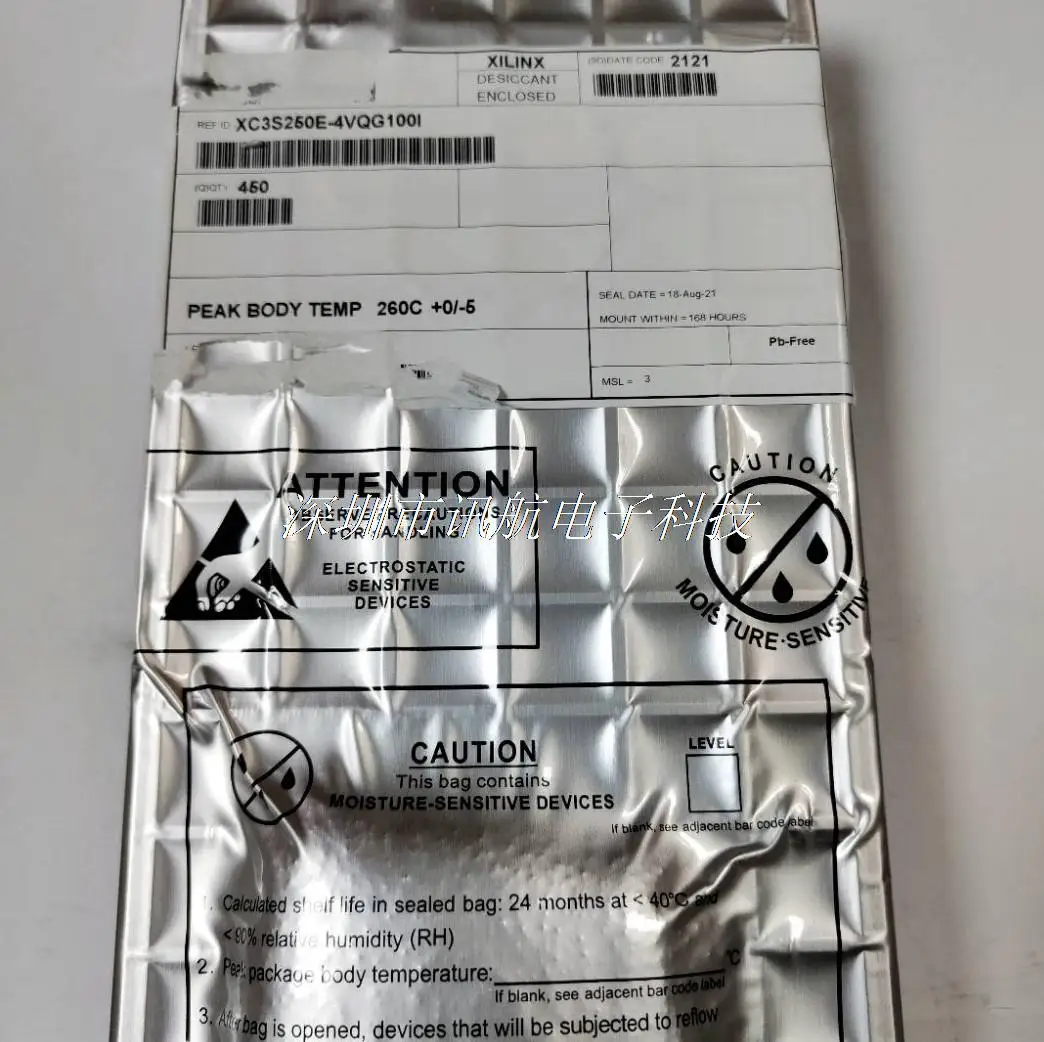 XILINX
DESICCANT
ENCLOSED
DATE CODE 2121
REF ID XC3S250E-4VQG100I
(Q)QTY 450
PEAK BODY TEMP 260C +0/-5
SEAL DATE = 18-Aug-21
MOUNT WITHIN = 168 HOURS
Pb-Free
MSL = 3
ATTENTION
OBSERVE PRECAUTIONS
FOR HANDLING
ELECTROSTATIC
SENSITIVE
DEVICES
深圳市讯航电子科技
CAUTION
MOISTURE-SENSITIVE
CAUTION
This bag contains
MOISTURE-SENSITIVE DEVICES
LEVEL
If blank, see adjacent bar code label
1. Calculated shelf life in sealed bag: 24 months at < 40°C and
< 90% relative humidity (RH)
2. Peak package body temperature: °C
If blank, see adjacent bar code label
3. After bag is opened, devices that will be subjected to reflow